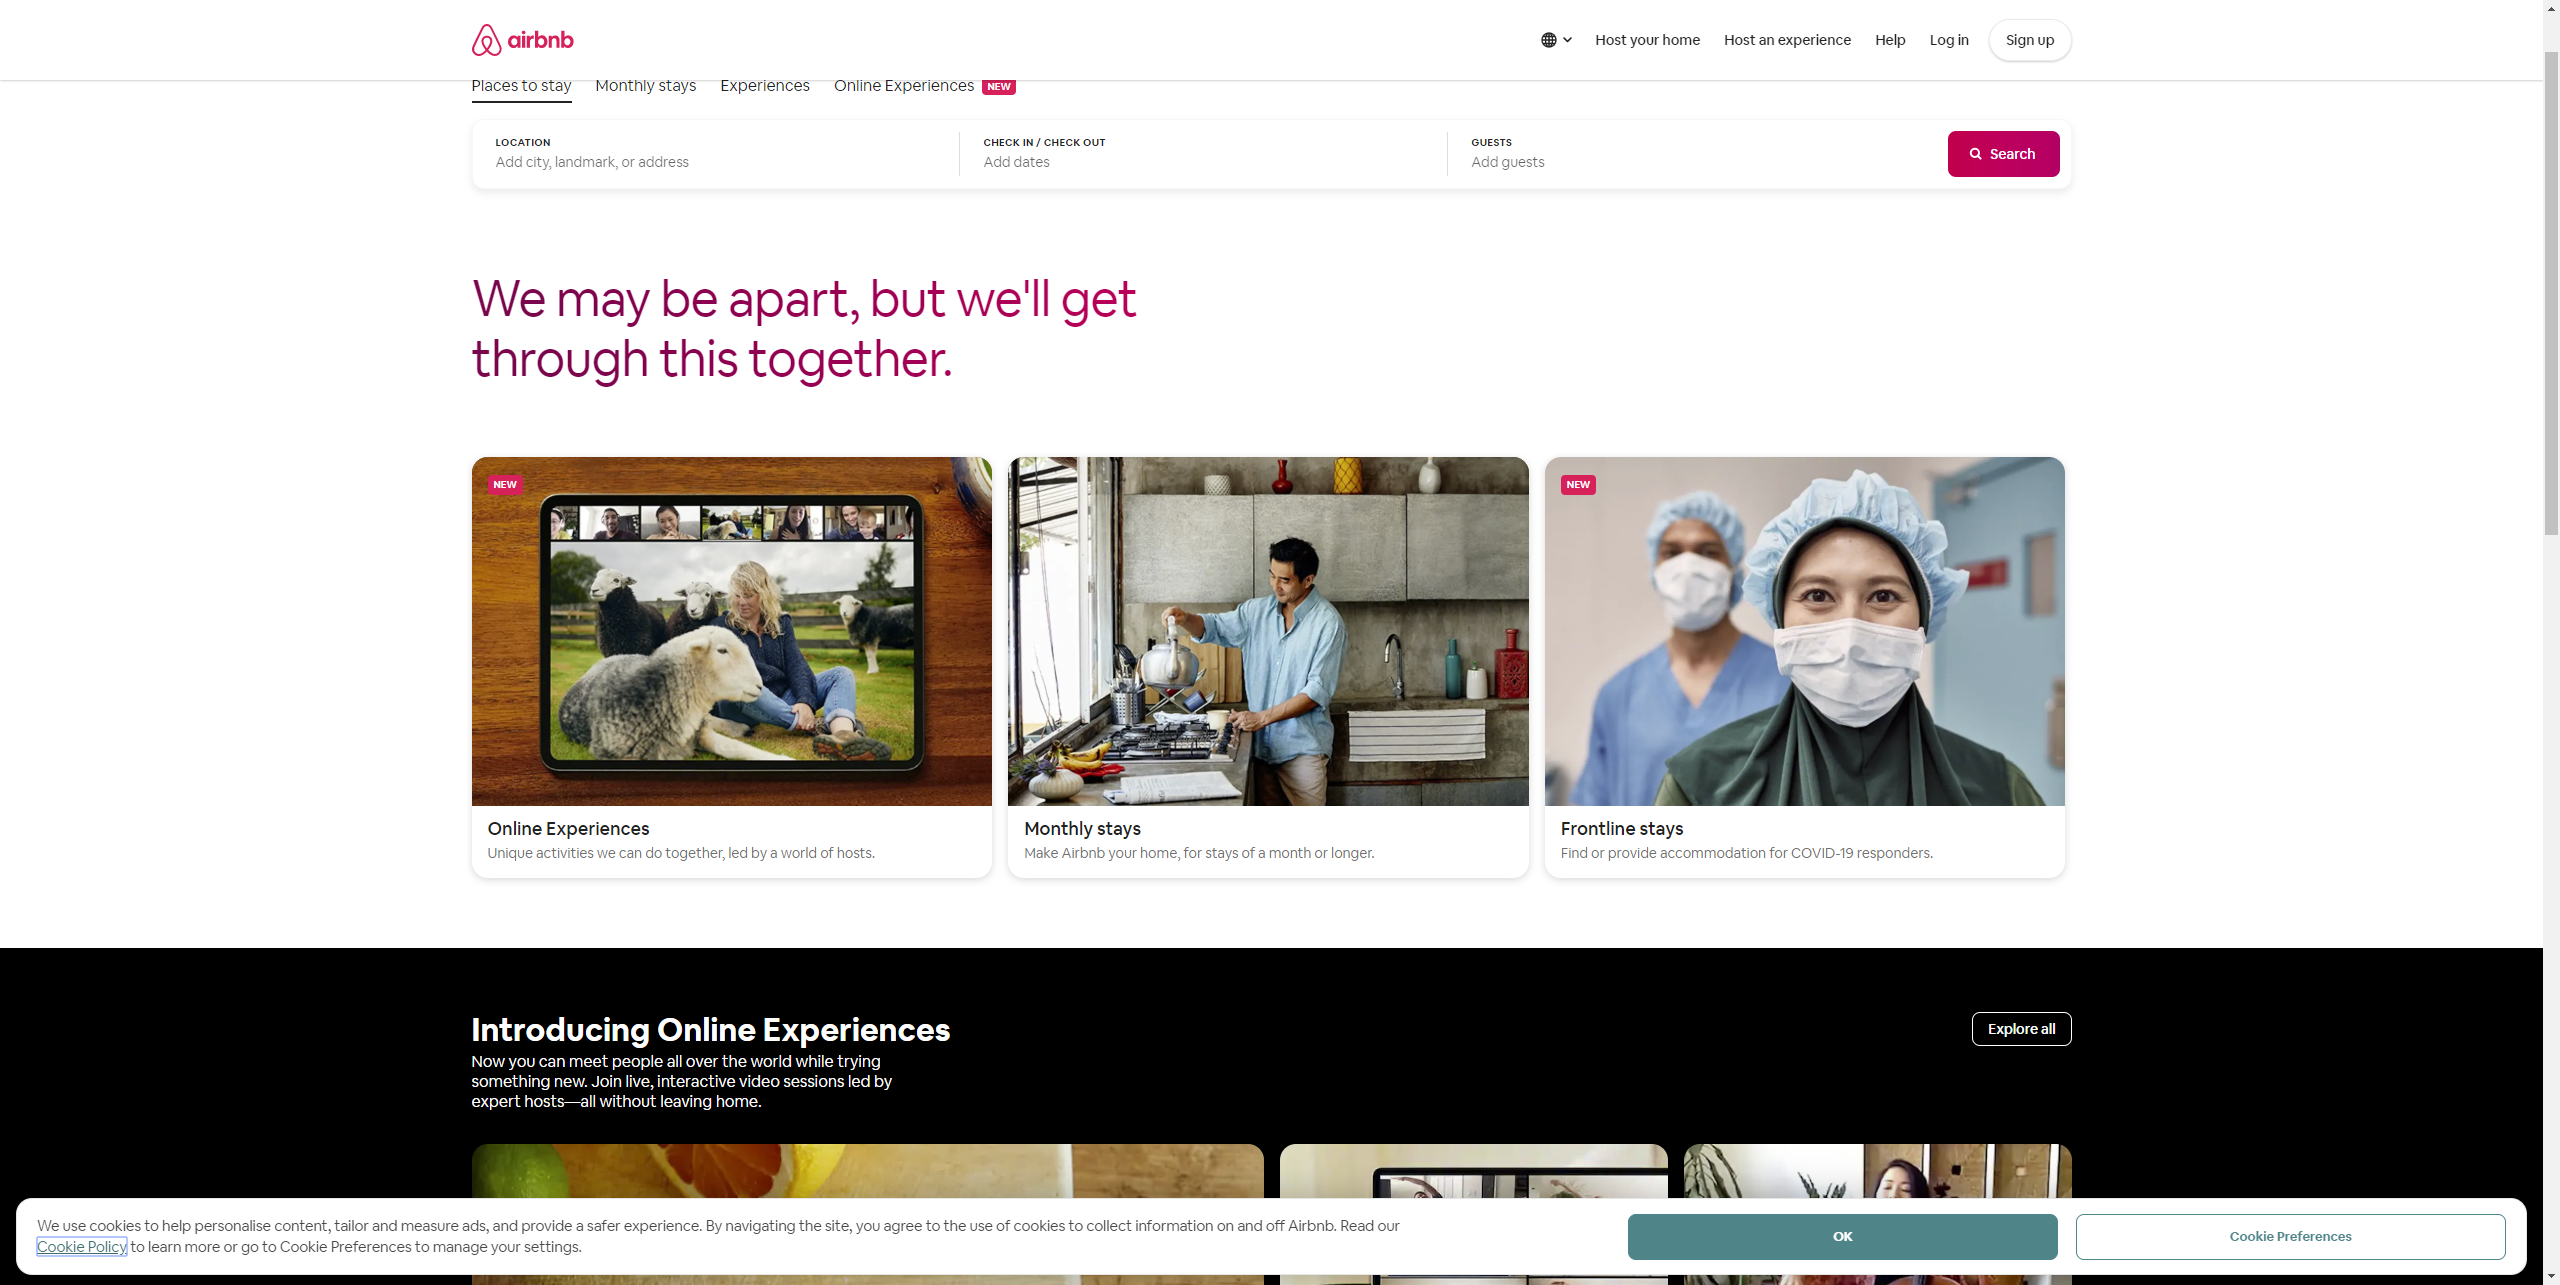 airbnb
Host your home
Host an experience
Help
Log in
Sign up
Places to stay
Monthly stays
Experiences
Online Experiences NEW
LOCATION
Add city, landmark, or address
CHECK IN / CHECK OUT
Add dates
GUESTS
Add guests
Search
We may be apart, but we'll get
through this together.
NEW
Online Experiences
Unique activities we can do together, led by a world of hosts.
Monthly stays
Make Airbnb your home, for stays of a month or longer.
NEW
Frontline stays
Find or provide accommodation for COVID-19 responders.
Introducing Online Experiences
Explore all
Now you can meet people all over the world while trying
something new. Join live, interactive video sessions led by
expert hosts—all without leaving home.
We use cookies to help personalise content, tailor and measure ads, and provide a safer experience. By navigating the site, you agree to the use of cookies to collect information on and off Airbnb. Read our
Cookie Policy to learn more or go to Cookie Preferences to manage your settings.
OK
Cookie Preferences